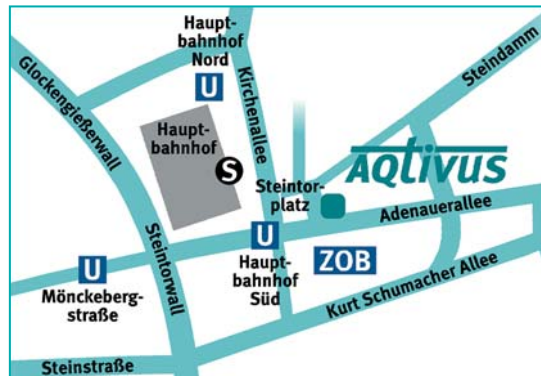 Haupt-
bahnhof
Nord
U
Glockengießerwall
Kirchenallee
Steindamm
Haupt-
bahnhof
S
AQtivus
Steintor-
platz
Adenauerallee
U
Haupt-
bahnhof
Süd
ZOB
Steintorwall
U
Mönckeberg-
straße
Kurt Schumacher Allee
Steinstraße